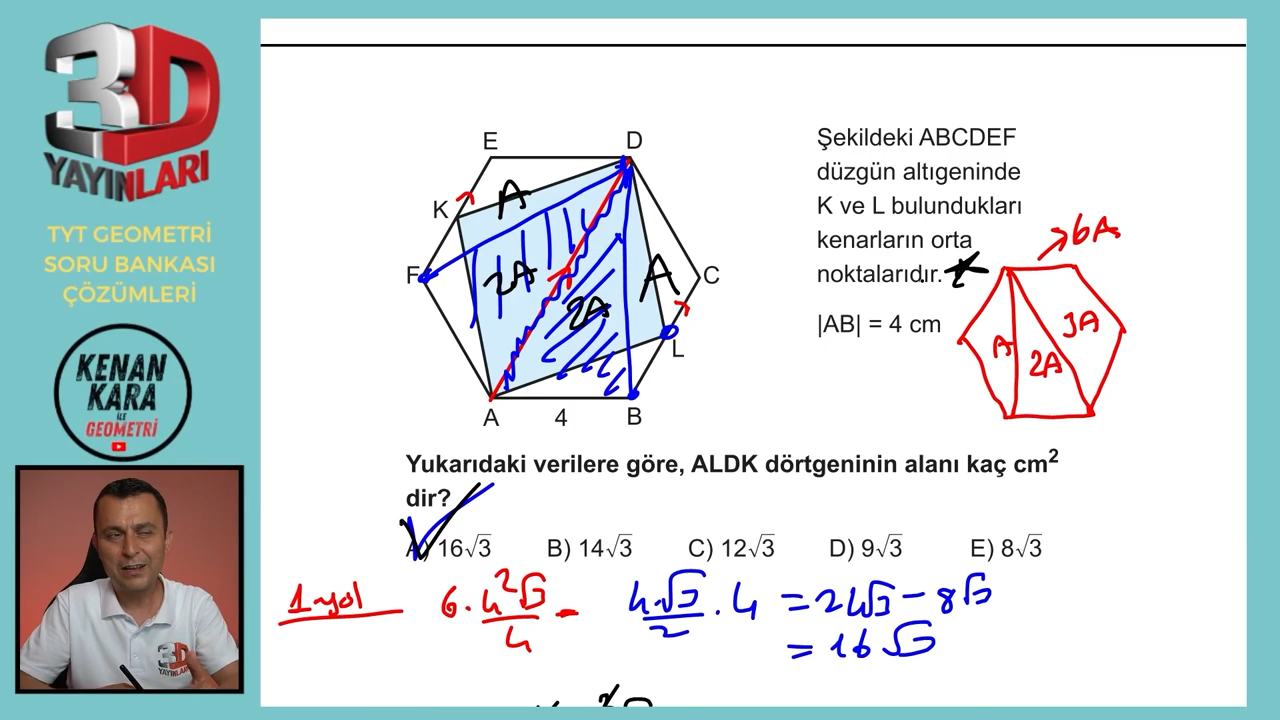 3D
YAYINLARI
TYT GEOMETRİ
SORU BANKASI
ÇÖZÜMLERİ
KENAN
KARA
İLE
GEOMETRİ
3D
YAYINLARI
E
D
K
F
C
L
A
4
B
A
2A
2A
A
Şekildeki ABCDEF
düzgün altıgeninde
K ve L bulundukları
kenarların orta
noktalarıdır.
|AB| = 4 cm
6A
A
2A
3A
Yukarıdaki verilere göre, ALDK dörtgeninin alanı kaç cm²
dir?
A) 16√3 B) 14√3 C) 12√3 D) 9√3 E) 8√3
1.yol 6. 4²√3/4 - 4√3/2 . 4 = 24√3 - 8√3
= 16√3